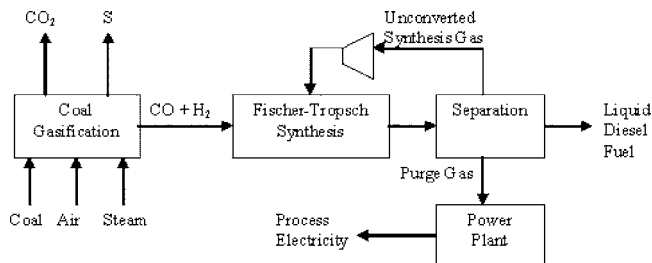 CO₂
S
Unconverted
Synthesis Gas
Coal
Gasification
CO + H₂
Fischer-Tropsch
Synthesis
Separation
Liquid
Diesel
Fuel
Coal
Air
Steam
Purge Gas
Process
Electricity
Power
Plant